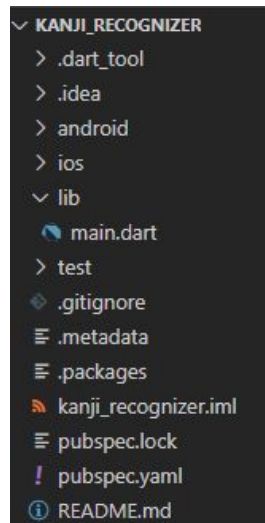 KANJI_RECOGNIZER
.dart_tool
.idea
android
ios
lib
main.dart
test
.gitignore
.metadata
.packages
kanji_recognizer.iml
pubspec.lock
pubspec.yaml
README.md